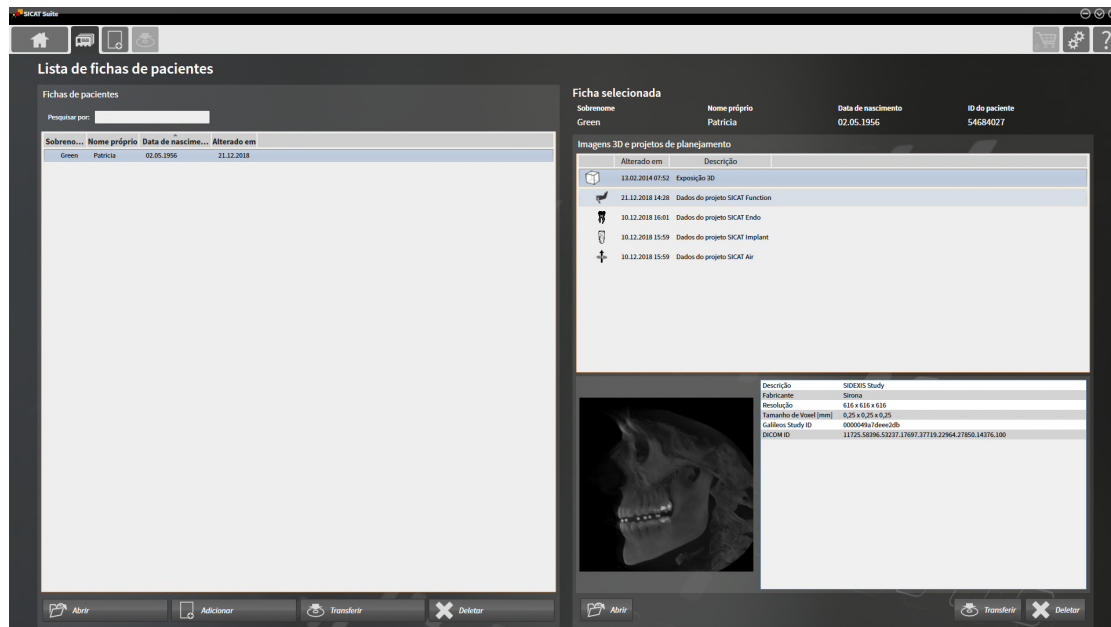 SICAT Suite
?
Lista de fichas de pacientes
Fichas de pacientes
Pesquisar por:
Sobreno... Nome próprio Data de nascime... Alterado em
Green Patricia 02.05.1956 21.12.2018
Abrir Adicionar Transferir Deletar
Ficha selecionada
Sobrenome Nome próprio Data de nascimento ID do paciente
Green Patricia 02.05.1956 54684027
Imagens 3D e projetos de planejamento
Alterado em Descrição
13.02.2014 07:52 Exposição 3D
21.12.2018 14:28 Dados do projeto SICAT Function
10.12.2018 16:01 Dados do projeto SICAT Endo
10.12.2018 15:59 Dados do projeto SICAT Implant
10.12.2018 15:59 Dados do projeto SICAT Air
Descrição SIDEXIS Study
Fabricante Sirona
Resolução 616 x 616 x 616
Tamanho de Voxel [mm] 0,25 x 0,25 x 0,25
Galileos Study ID 0000049a7deee2db
DICOM ID 11725.58396.53237.17697.37719.22964.27850.14376.100
Abrir Transferir Deletar